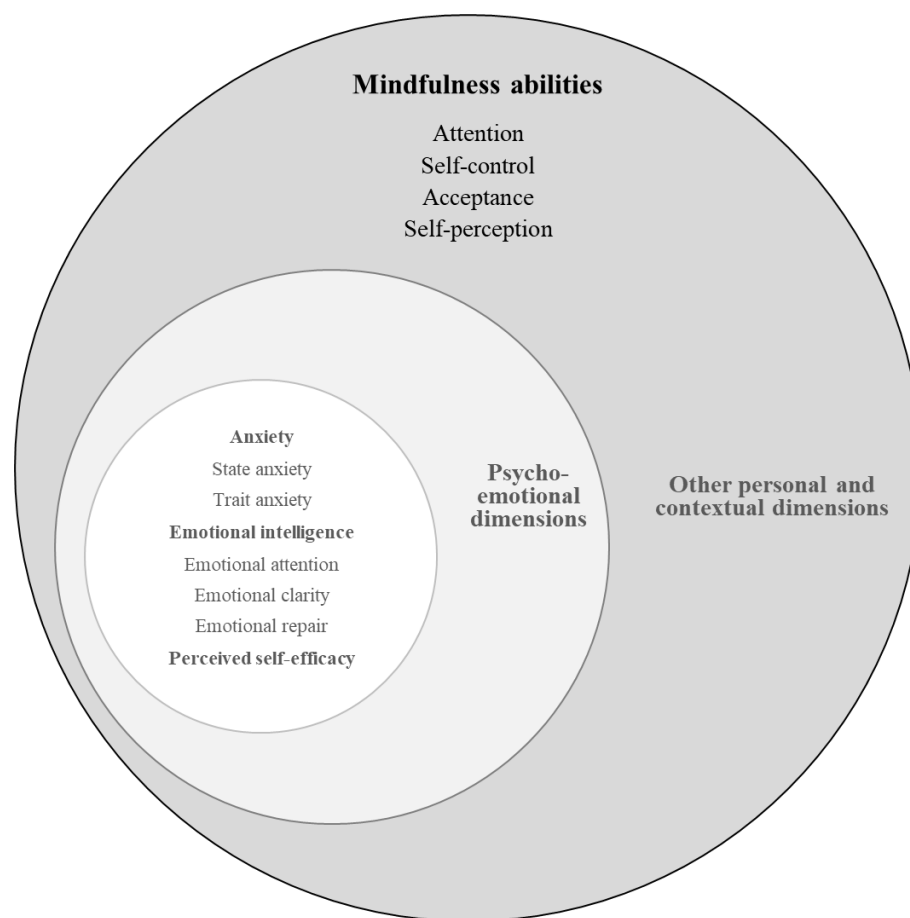 Mindfulness abilities
Attention
Self-control
Acceptance
Self-perception
Anxiety
State anxiety
Trait anxiety
Emotional intelligence
Emotional attention
Emotional clarity
Emotional repair
Perceived self-efficacy
Psycho-
emotional
dimensions
Other personal and
contextual dimensions